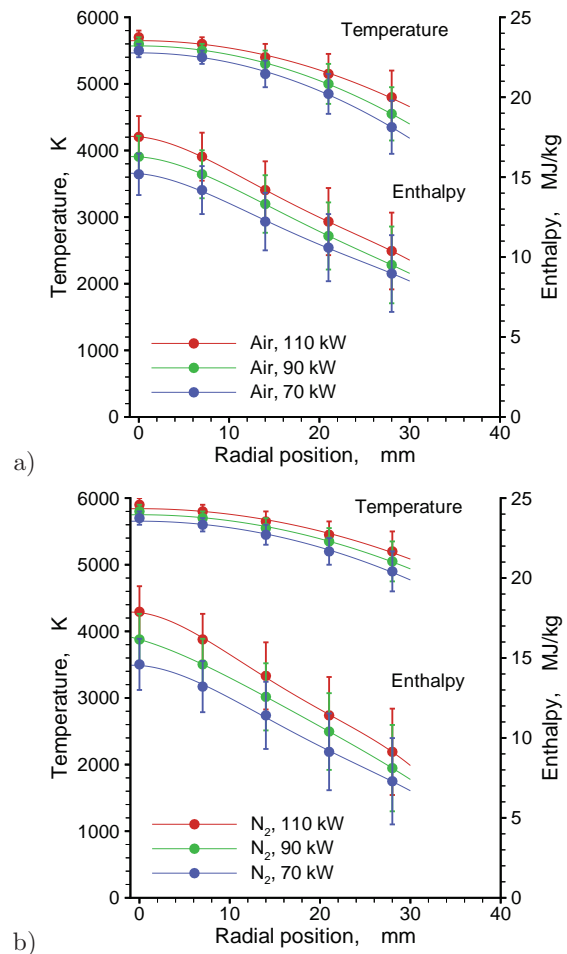 a)
Temperature, K
6000
5000
4000
3000
2000
1000
0
25
20
15
10
5
0
Enthalpy, MJ/kg
Temperature
Enthalpy
Air, 110 kW
Air, 90 kW
Air, 70 kW
0 10 20 30 40
Radial position, mm
b)
Temperature, K
6000
5000
4000
3000
2000
1000
0
25
20
15
10
5
0
Enthalpy, MJ/kg
Temperature
Enthalpy
N₂, 110 kW
N₂, 90 kW
N₂, 70 kW
0 10 20 30 40
Radial position, mm